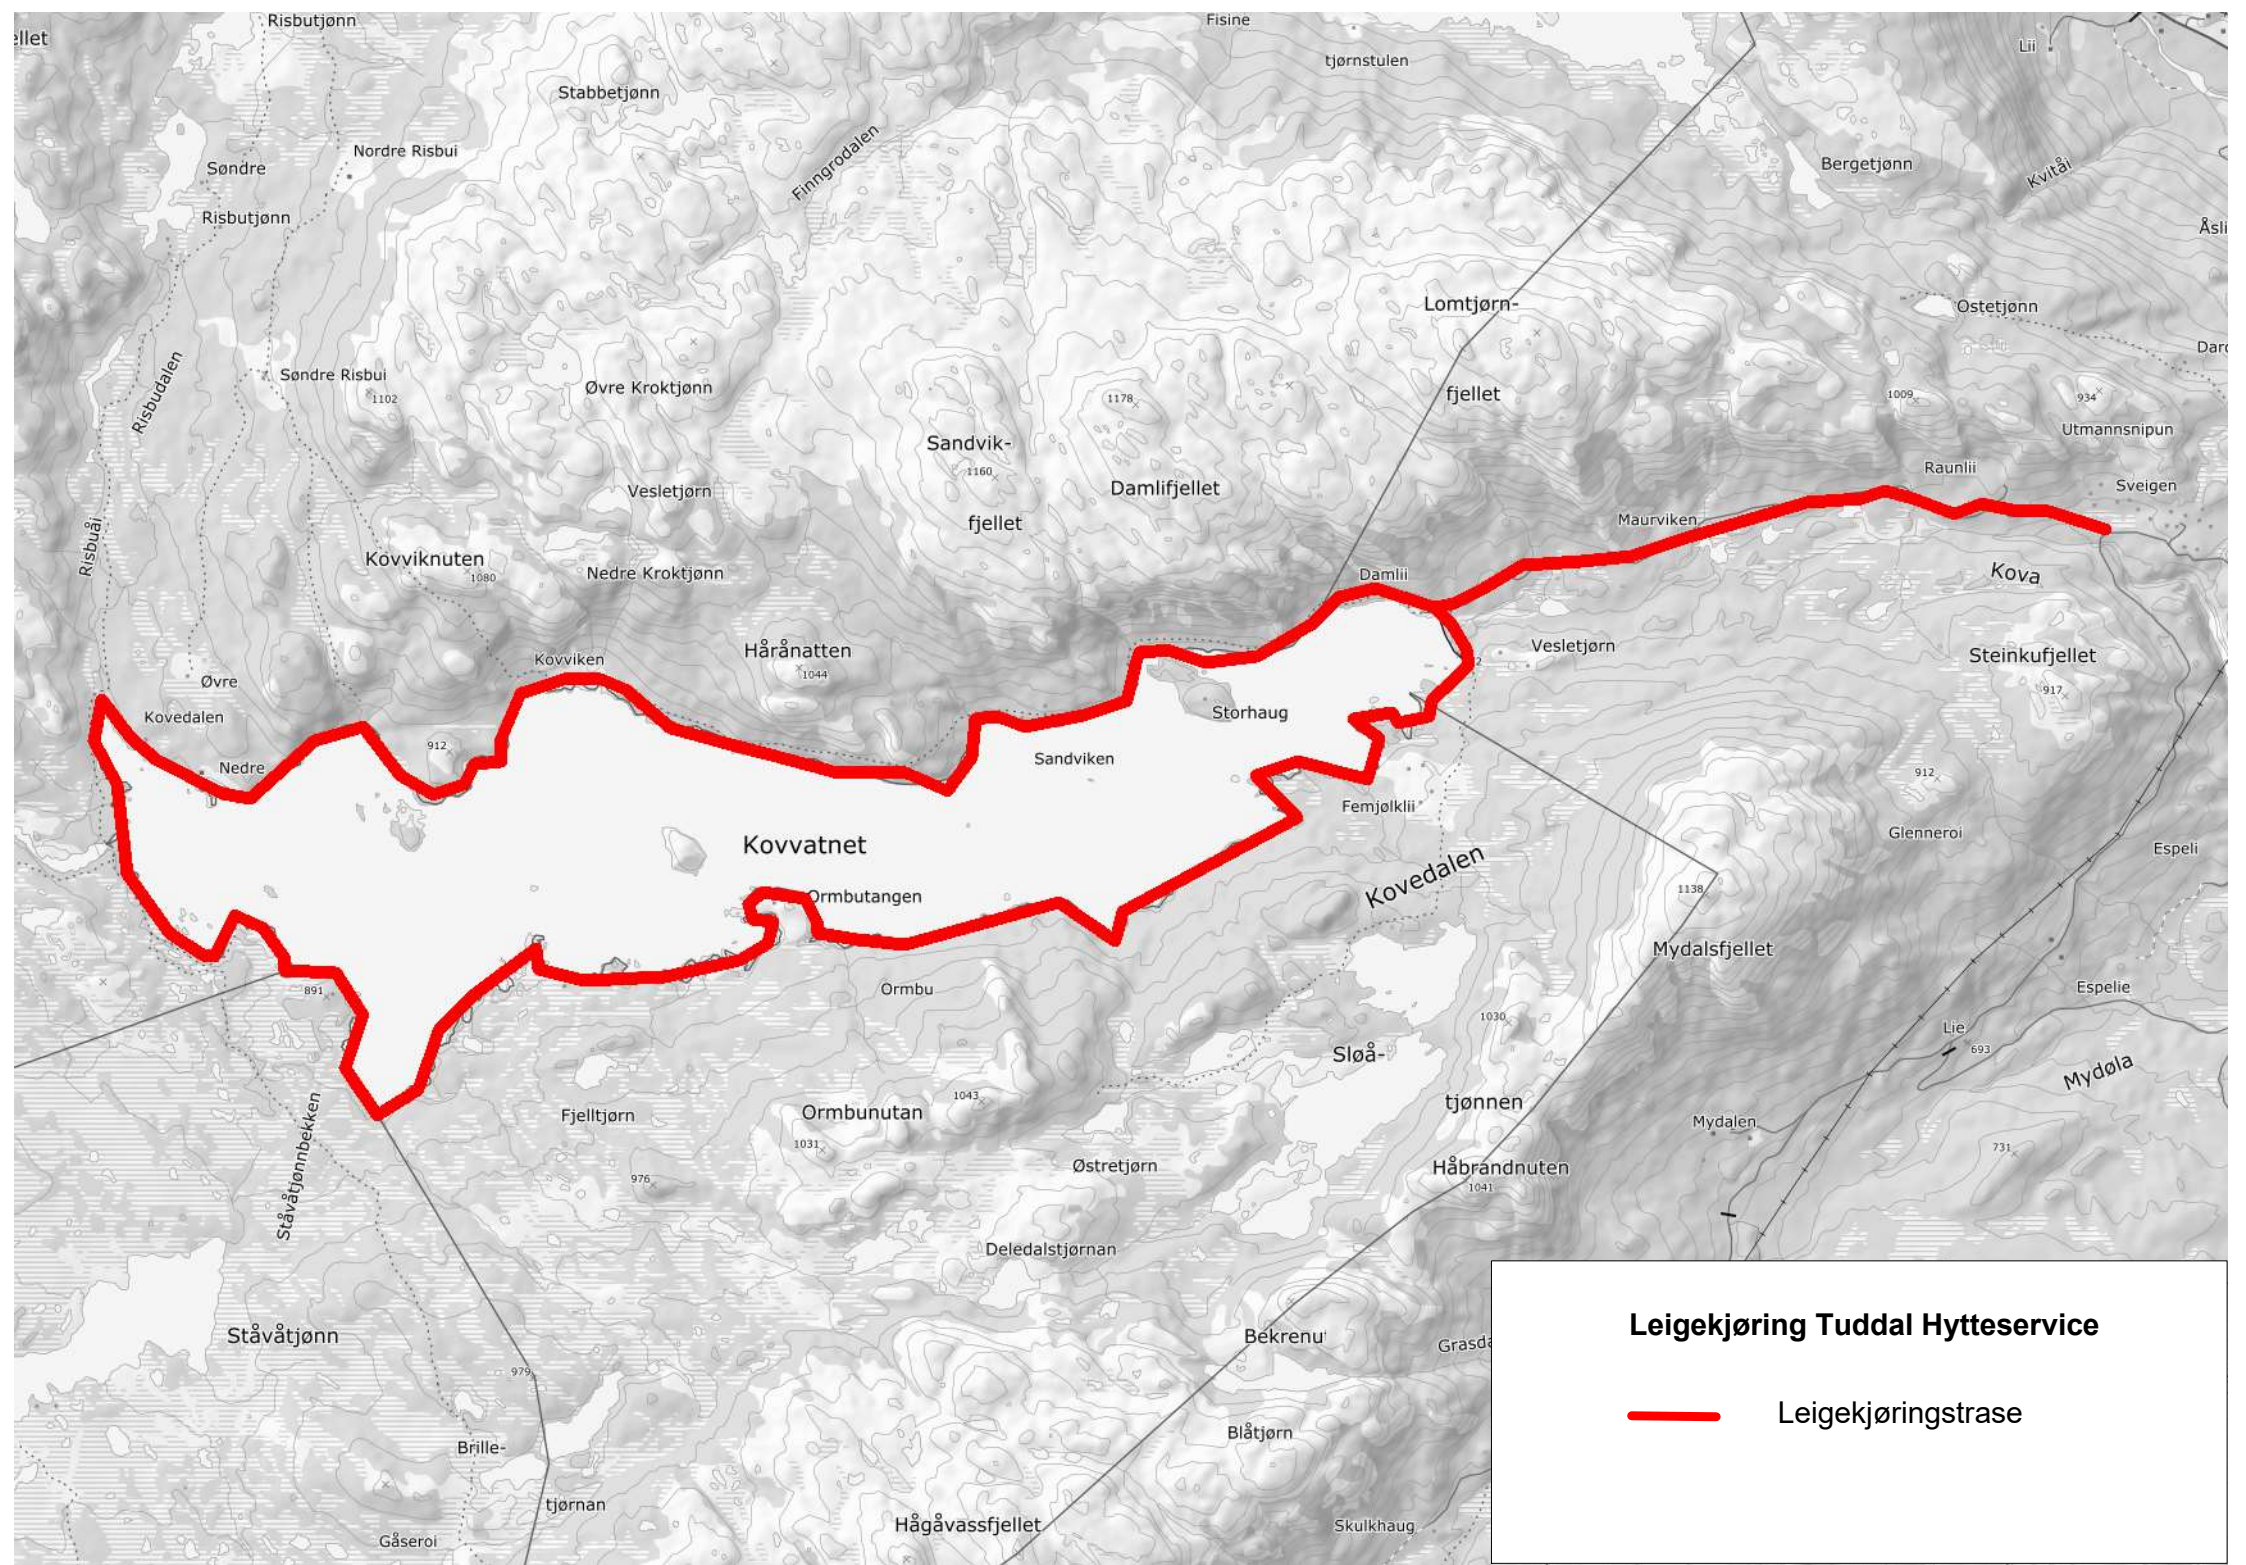 Risbutjønn
Fisine
ellet
Lii
tjørnstulen
Stabbetjønn
Nordre Risbui
Finngrodalen
Søndre
Bergetjønn
Kvitåi
Risbutjønn
Åsli
Lomtjørn-
Ostetjønn
Risbudalen
Søndre Risbui
1102
Øvre Kroktjønn
1178
fjellet
1009
934
Utmannsnipun
Sandvik-
1160
Raunlii
Sveigen
Vesletjørn
Damlifjellet
fjellet
Maurviken
Risbuåi
Kovviknuten
1080
Nedre Kroktjønn
Damlii
Kova
Hårånatten
1044
Vesletjørn
Steinkufjellet
917
Kovviken
Øvre
Kovedalen
Storhaug
912
Nedre
Sandviken
912
Femjølklii
Glenneroi
Kovvatnet
Espeli
Kovedalen
Ormbutangen
1138
Mydalsfjellet
891
Ormbu
Espelie
1030
Lie
693
Sløå-
Mydøla
Ståvåtjønnbekken
Fjelltjørn
1043
Ormbunutan
1031
tjønnen
Mydalen
731
Østretjørn
Håbrandnuten
1041
976
Deledalstjørnan
Ståvåtjønn
Bekrenut
Leigekjøring Tuddal Hytteservice
979
Leigekjøringstrase
Blåtjørn
Brille-
tjørnan
Hågåvassfjellet
Skulkhaug
Gåseroi